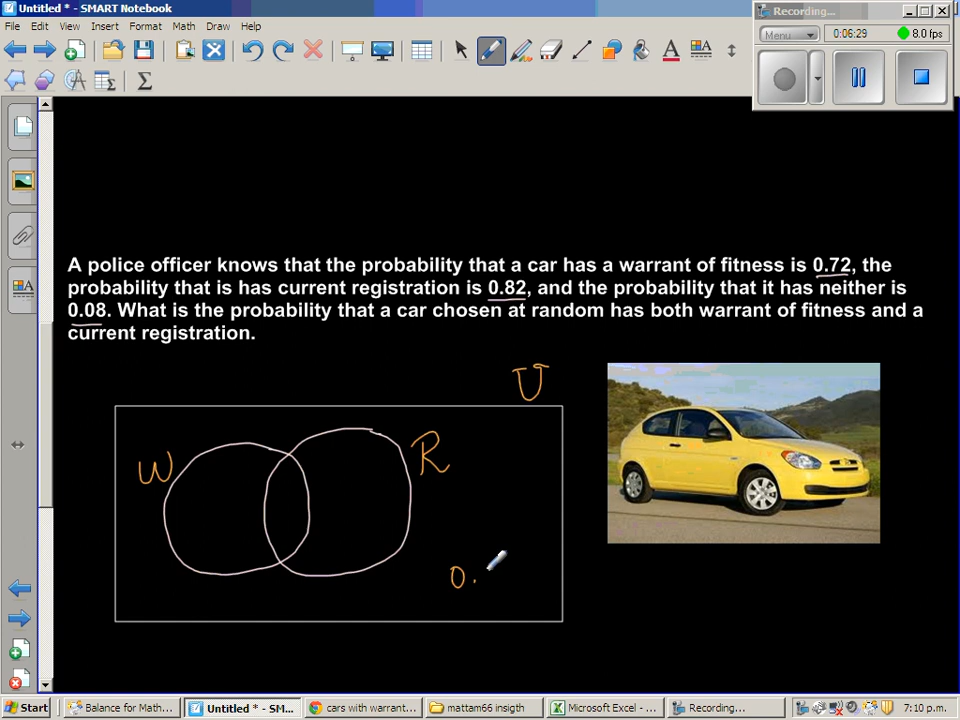 Untitled * - SMART Notebook
Recording...
File Edit View Insert Format Math Draw Help
Menu 0:06:29 8.0 fps
A police officer knows that the probability that a car has a warrant of fitness is 0.72, the
probability that is has current registration is 0.82, and the probability that it has neither is
0.08. What is the probability that a car chosen at random has both warrant of fitness and a
current registration.
U
W R
0.
Start Balance for Math... Untitled * - SMA... cars with warrant... mattam66 insigth Microsoft Excel - ... Recording... 7:10 p.m.